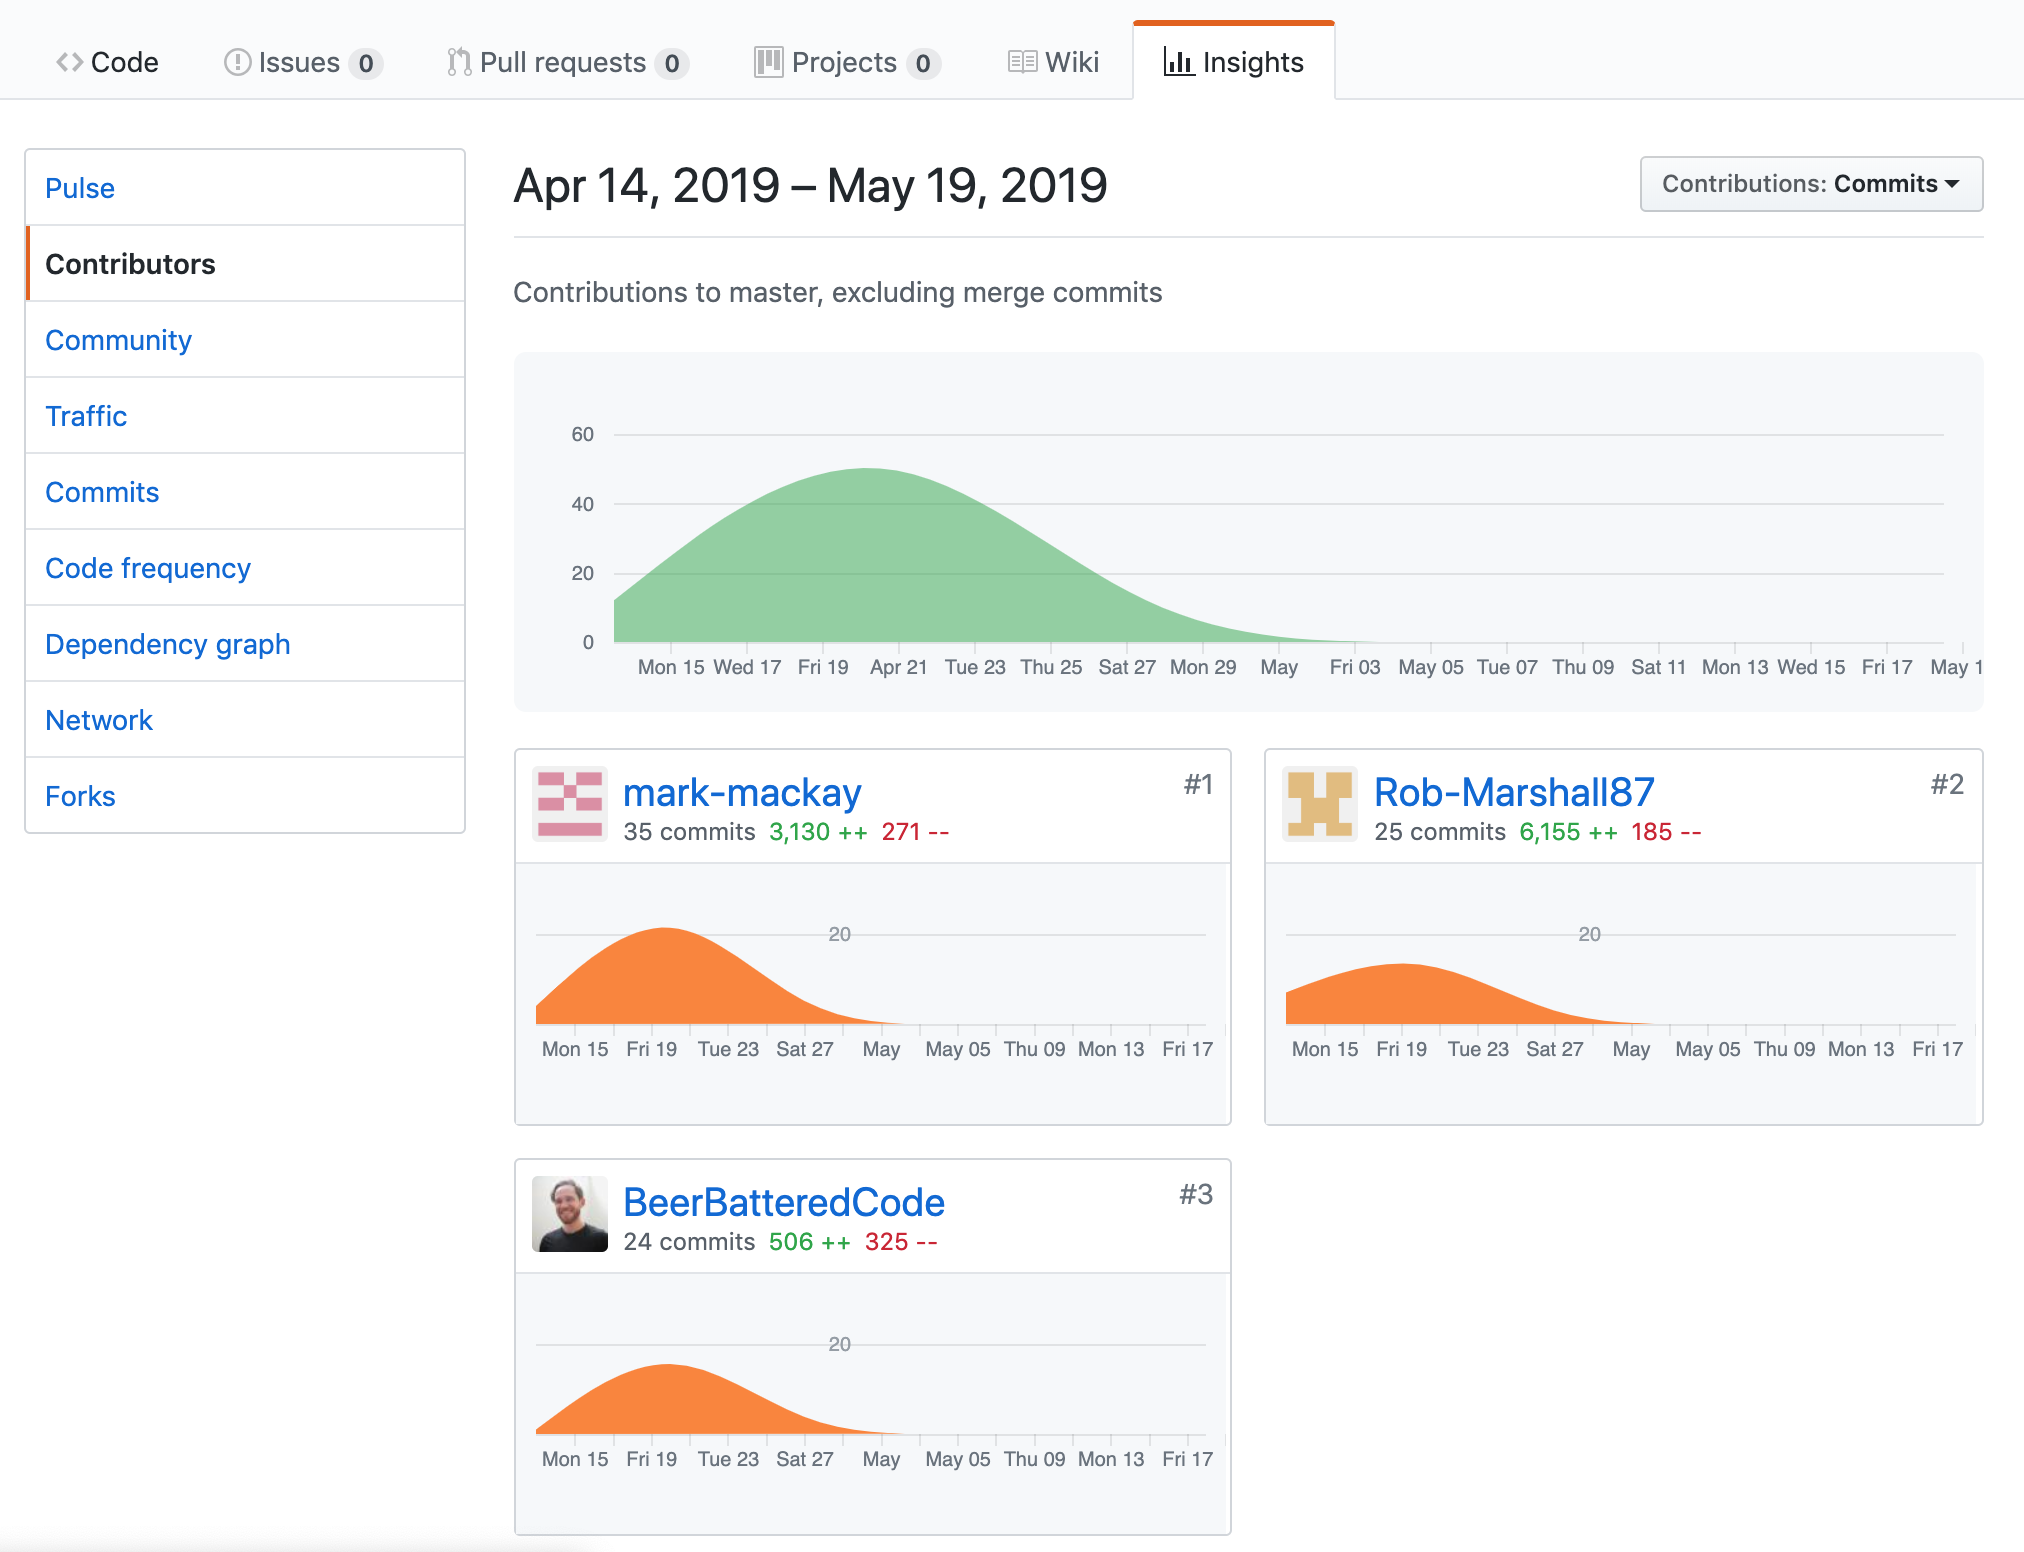 Code Issues 0 Pull requests 0 Projects 0 Wiki Insights
Pulse
Contributors
Community
Traffic
Commits
Code frequency
Dependency graph
Network
Forks
Apr 14, 2019 – May 19, 2019
Contributions: Commits
Contributions to master, excluding merge commits
60
40
20
0
Mon 15 Wed 17 Fri 19 Apr 21 Tue 23 Thu 25 Sat 27 Mon 29 May Fri 03 May 05 Tue 07 Thu 09 Sat 11 Mon 13 Wed 15 Fri 17 May 1
mark-mackay #1
35 commits 3,130 ++ 271 --
20
Mon 15 Fri 19 Tue 23 Sat 27 May May 05 Thu 09 Mon 13 Fri 17
Rob-Marshall87 #2
25 commits 6,155 ++ 185 --
20
Mon 15 Fri 19 Tue 23 Sat 27 May May 05 Thu 09 Mon 13 Fri 17
BeerBatteredCode #3
24 commits 506 ++ 325 --
20
Mon 15 Fri 19 Tue 23 Sat 27 May May 05 Thu 09 Mon 13 Fri 17